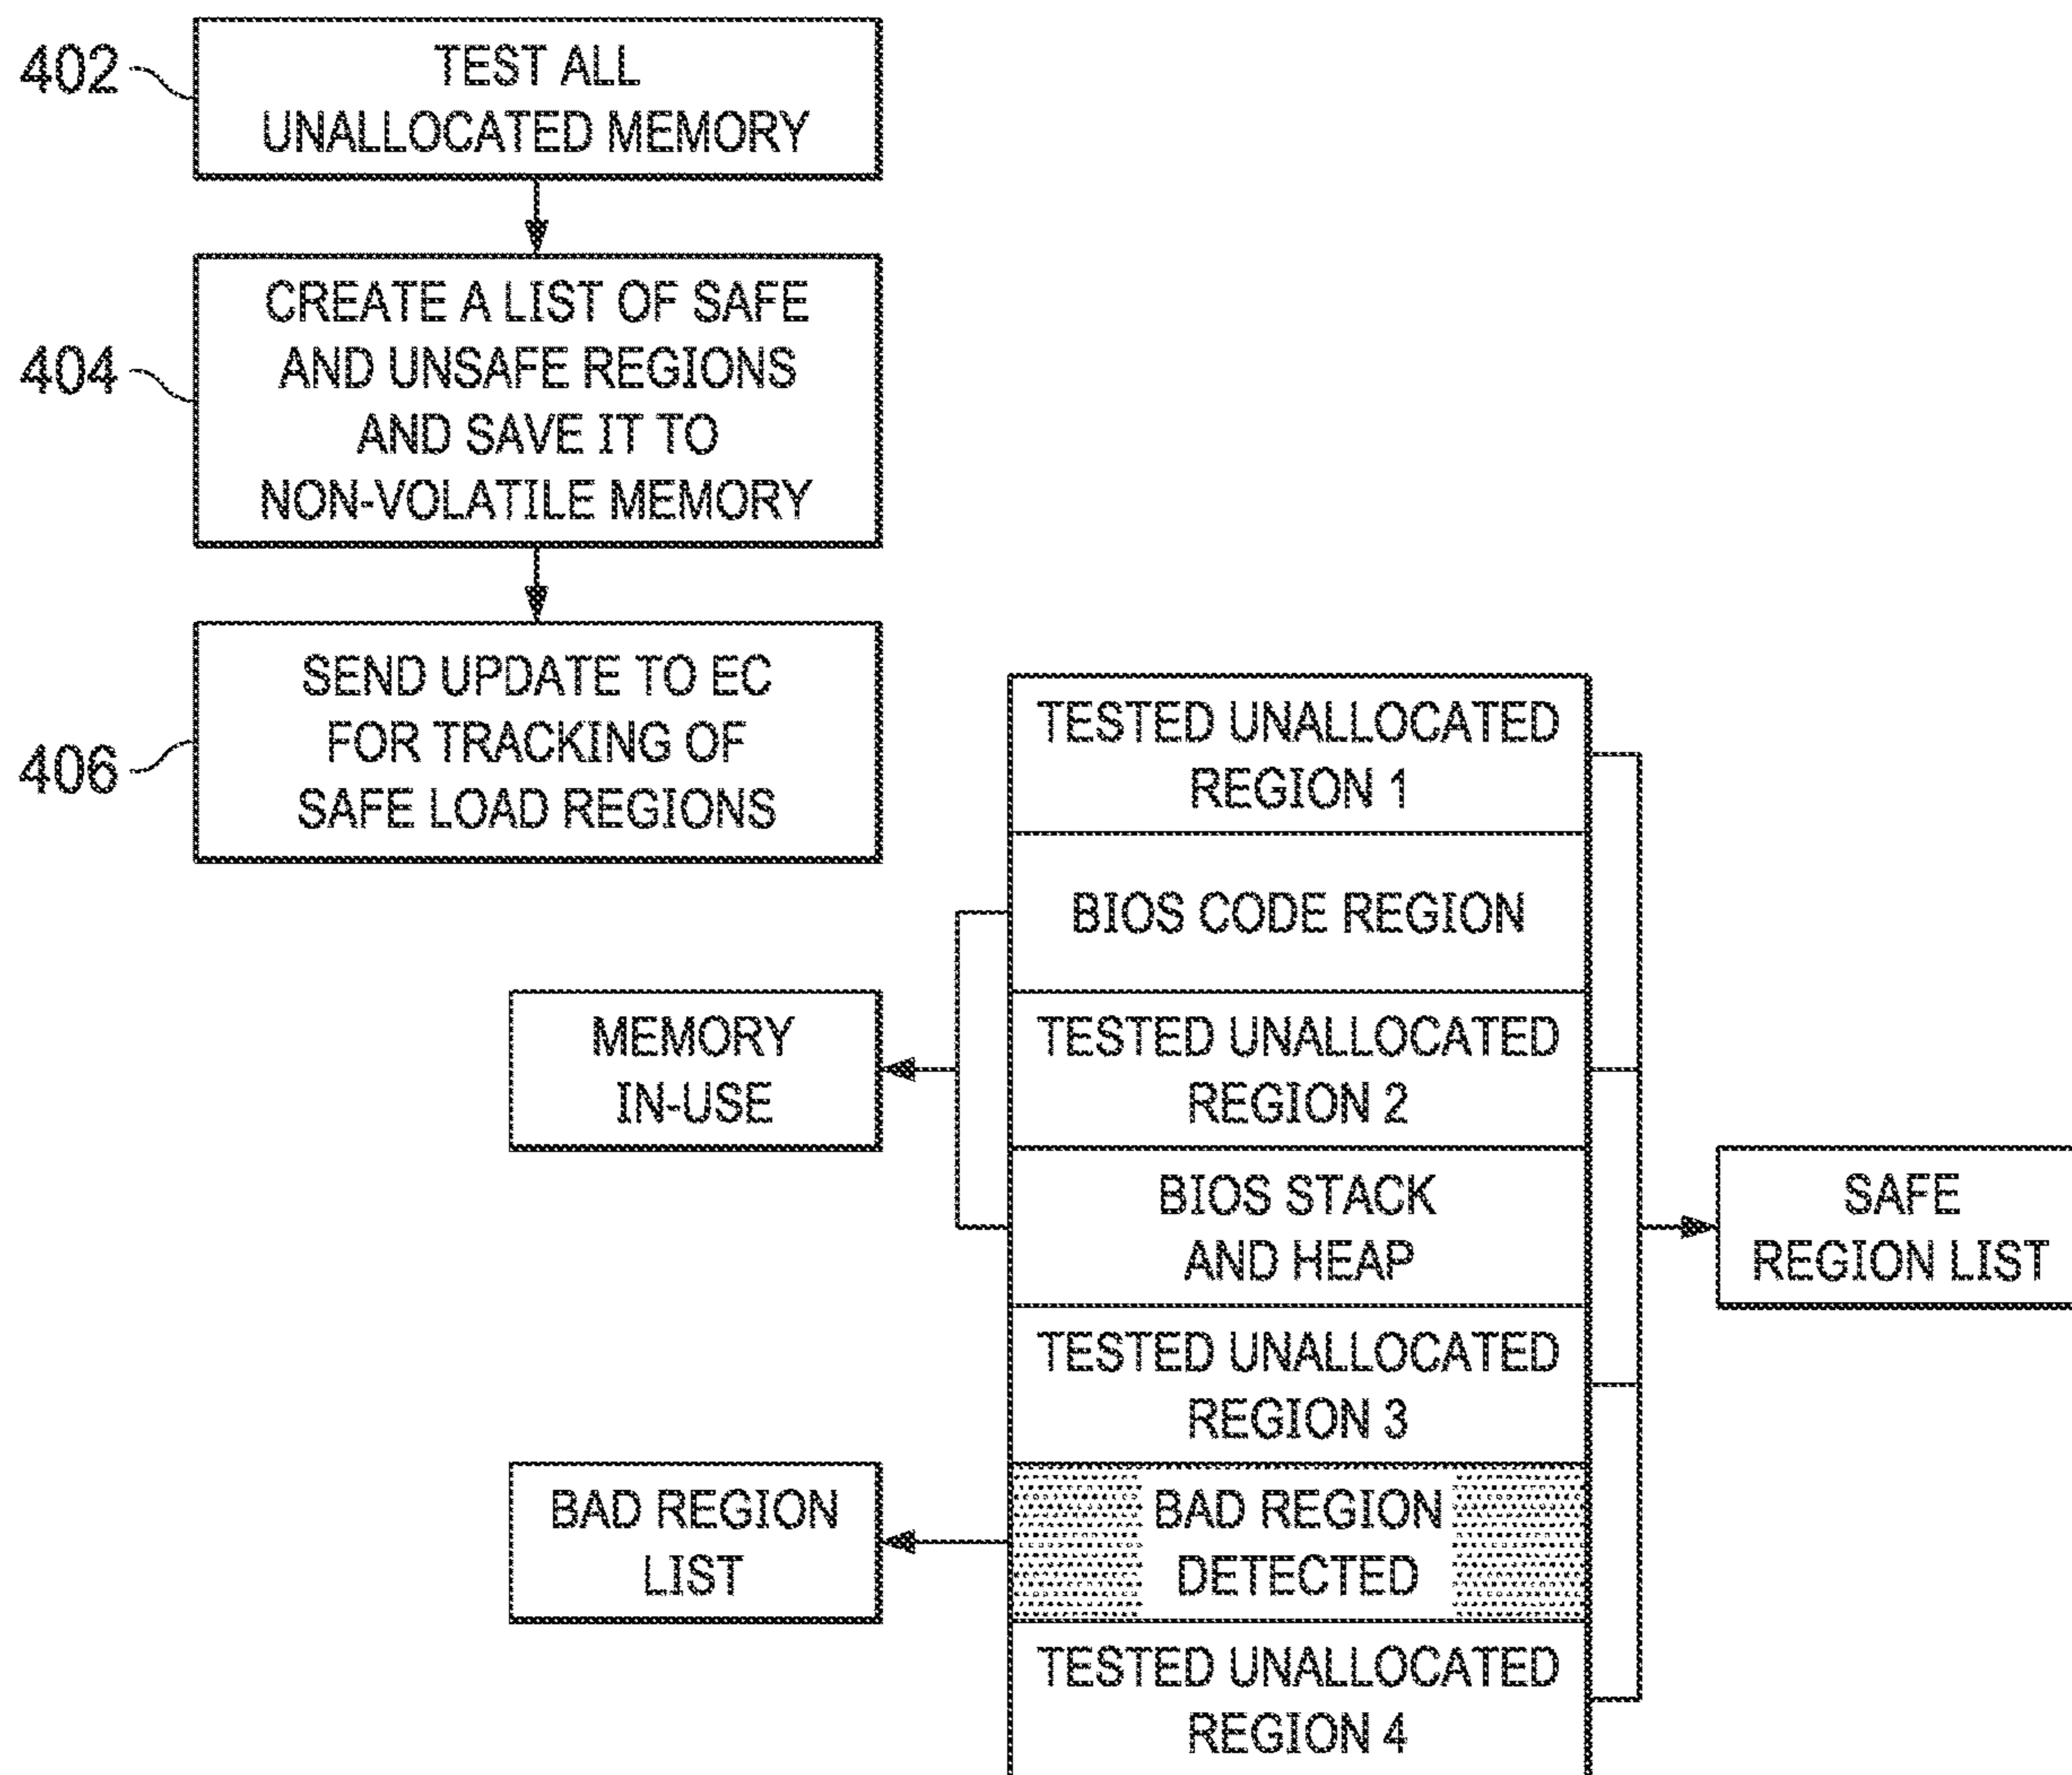 402
TEST ALL
UNALLOCATED MEMORY
404
CREATE A LIST OF SAFE
AND UNSAFE REGIONS
AND SAVE IT TO
NON-VOLATILE MEMORY
406
SEND UPDATE TO EC
FOR TRACKING OF
SAFE LOAD REGIONS
TESTED UNALLOCATED
REGION 1
BIOS CODE REGION
MEMORY
IN-USE
TESTED UNALLOCATED
REGION 2
BIOS STACK
AND HEAP
SAFE
REGION LIST
TESTED UNALLOCATED
REGION 3
BAD REGION
LIST
BAD REGION
DETECTED
TESTED UNALLOCATED
REGION 4